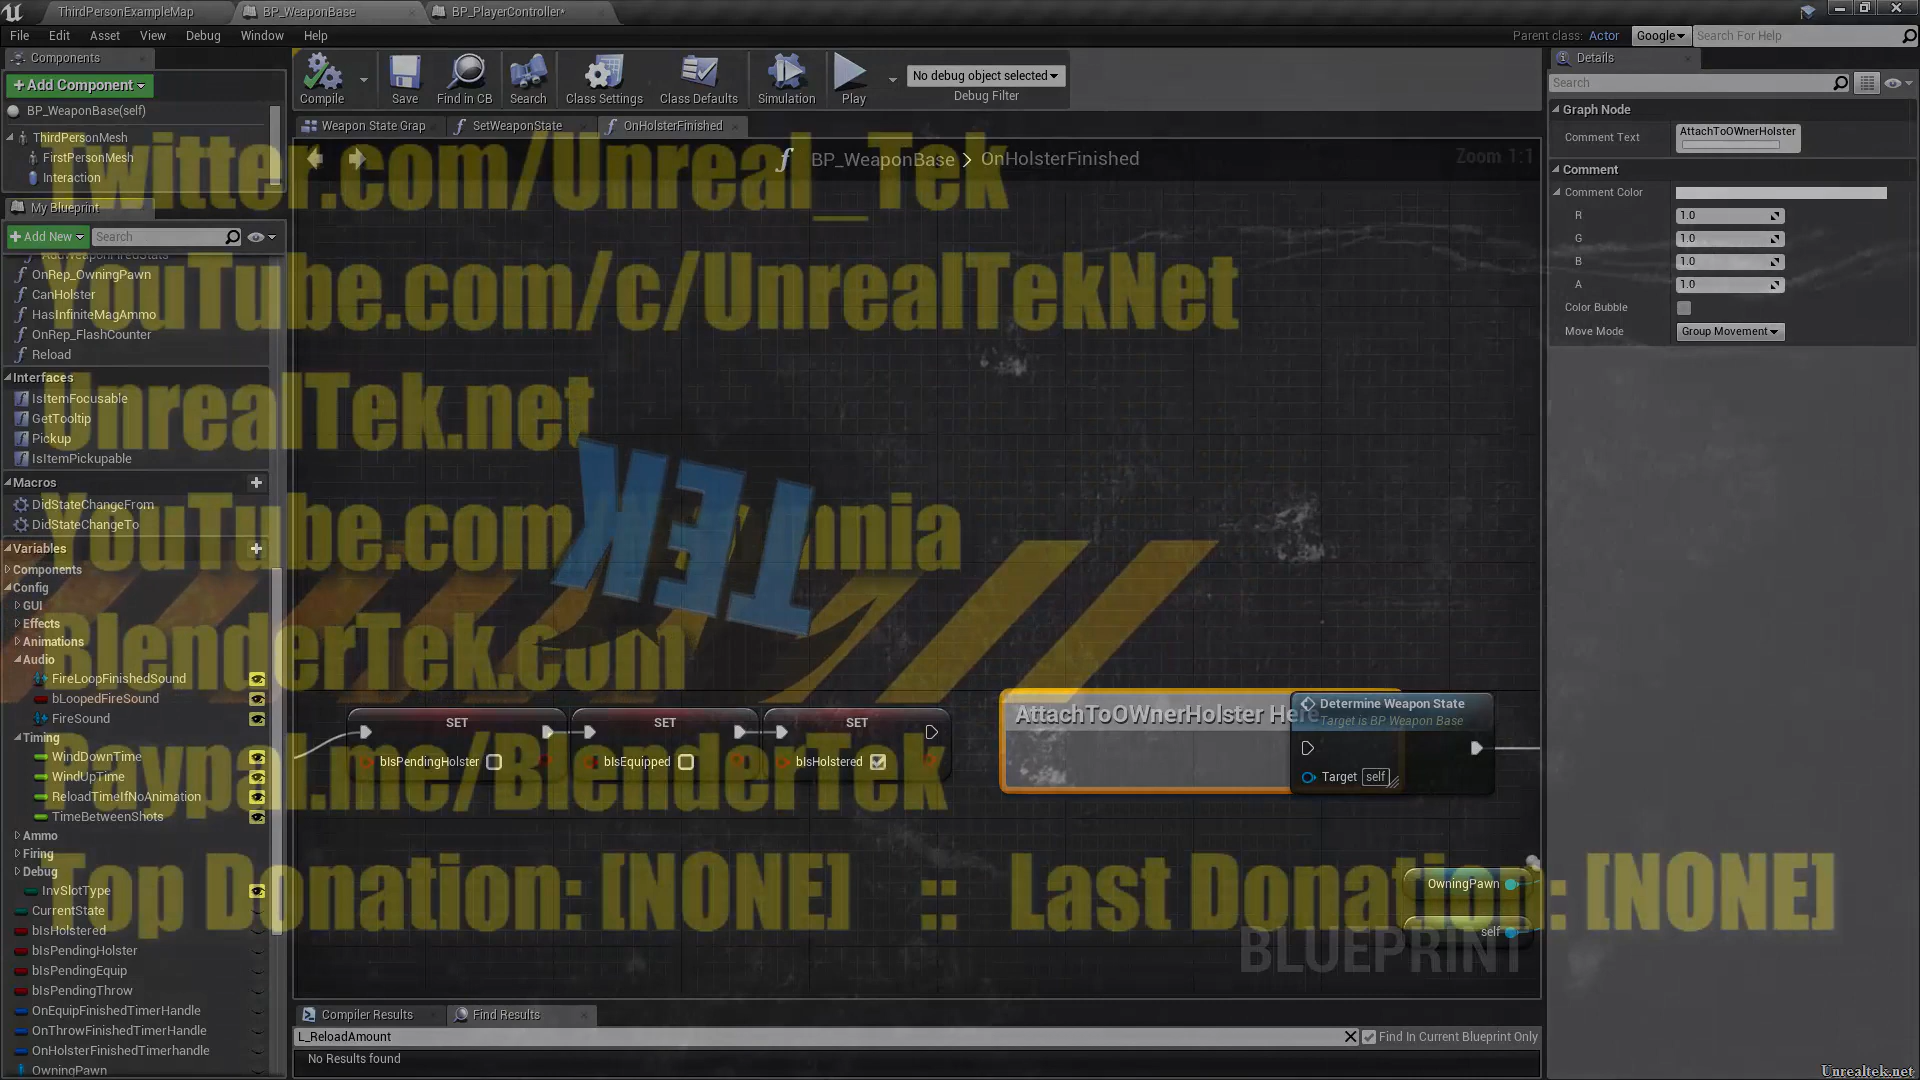 ThirdPersonExampleMap
BP_WeaponBase
BP_PlayerController*
File Edit Asset View Debug Window Help
Parent class: Actor
Google
Search For Help
Components
+Add Component
BP_WeaponBase(self)
ThirdPersonMesh
FirstPersonMesh
Interaction
My Blueprint
+Add New
Search
AddWeaponFiredStats
OnRep_OwningPawn
CanHolster
HasInfiniteMagAmmo
OnRep_FlashCounter
Reload
Interfaces
IsItemFocusable
GetTooltip
Pickup
IsItemPickupable
Macros
DidStateChangeFrom
DidStateChangeTo
Variables
Components
Config
GUI
Effects
Animations
Audio
FireLoopFinishedSound
bLoopedFireSound
FireSound
Timing
WindDownTime
WindUpTime
ReloadTimeIfNoAnimation
TimeBetweenShots
Ammo
Firing
Debug
InvSlotType
CurrentState
bIsHolstered
bIsPendingHolster
bIsPendingEquip
bIsPendingThrow
OnEquipFinishedTimerHandle
OnThrowFinishedTimerHandle
OnHolsterFinishedTimerhandle
OwningPawn
Compile
Save
Find in CB
Search
Class Settings
Class Defaults
Simulation
Play
No debug object selected
Debug Filter
Weapon State Grap
SetWeaponState
OnHolsterFinished
f BP_WeaponBase > OnHolsterFinished
Zoom 1:1
Twitter.com/Unreal_Tek
YouTube.com/c/UnrealTekNet
UnrealTek.net
YouTube.com nnia
TEK
BlenderTek.com
Paypal.me/BlenderTek
Top Donation: [NONE] :: Last Donation: [NONE]
SET
bIsPendingHolster
SET
bIsEquipped
SET
bIsHolstered
AttachToOWnerHolster Here
Determine Weapon State
Target is BP Weapon Base
Target self
OwningPawn
self
BLUEPRINT
Compiler Results
Find Results
L_ReloadAmount
Find In Current Blueprint Only
No Results found
Details
Search
Graph Node
Comment Text
AttachToOWnerHolster
Comment
Comment Color
R 1.0
G 1.0
B 1.0
A 1.0
Color Bubble
Move Mode Group Movement
Unrealtek.net